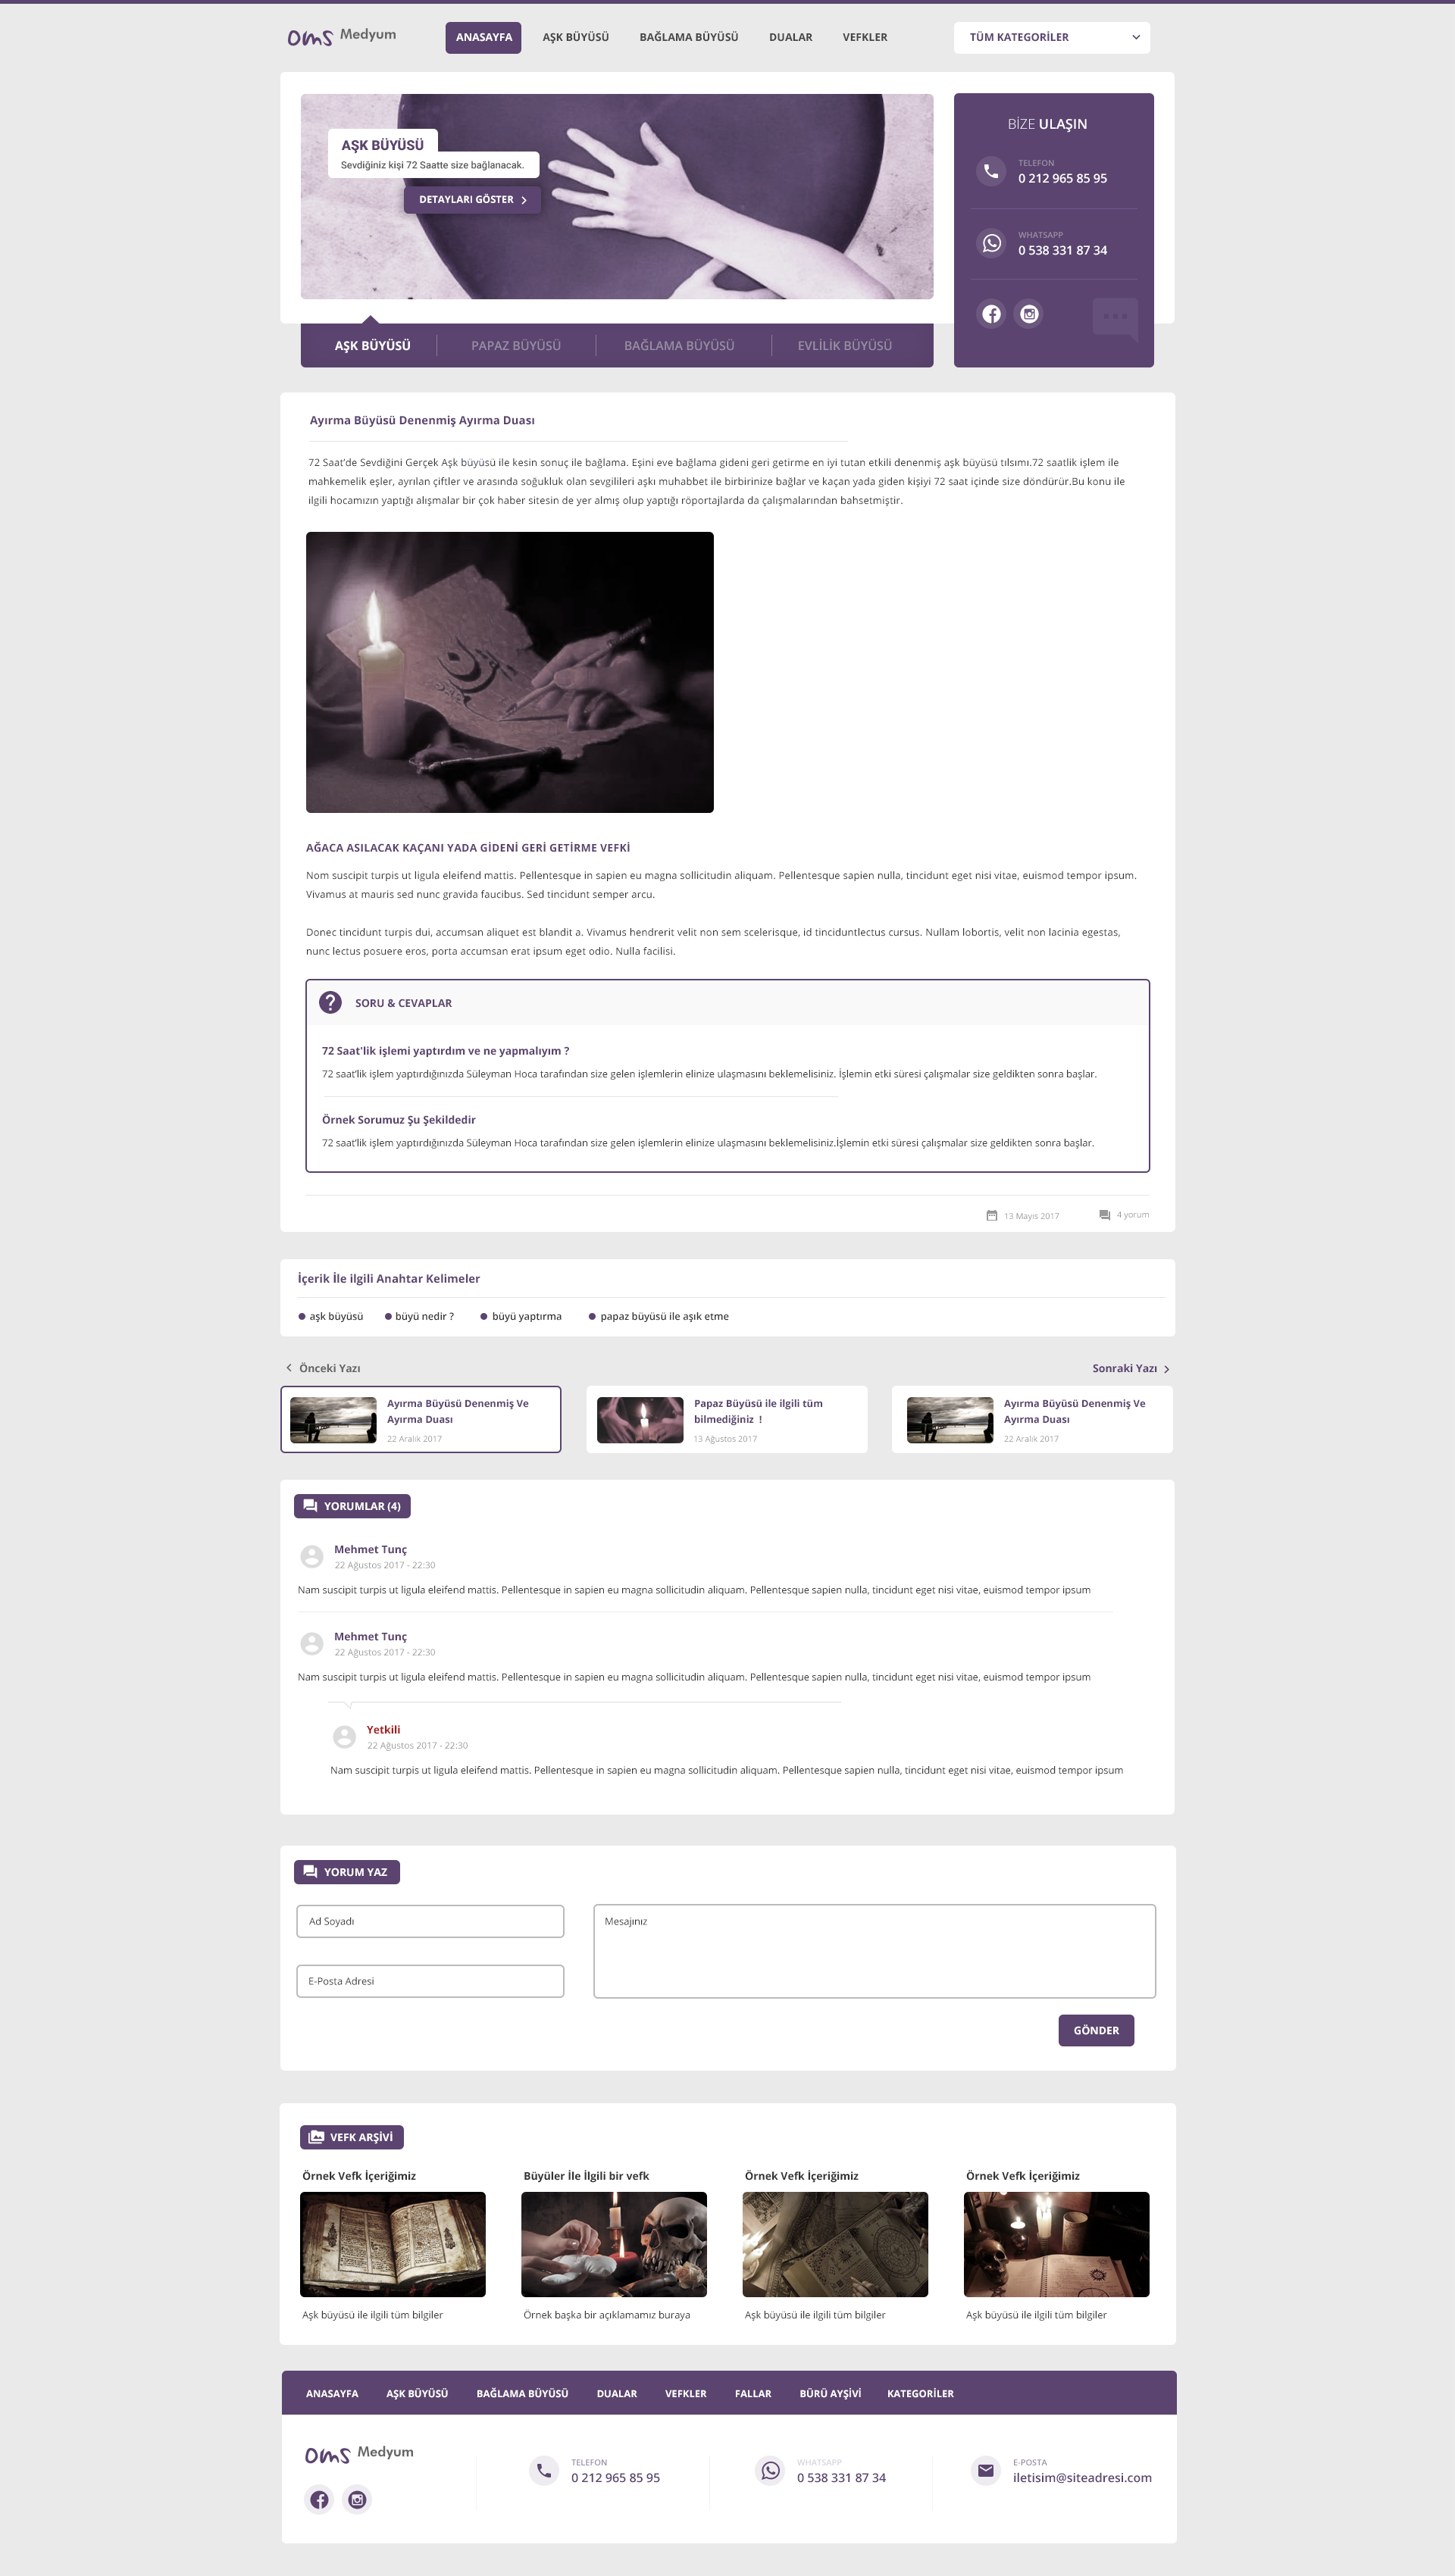 oms Medyum
ANASAYFA
AŞK BÜYÜSÜ
BAĞLAMA BÜYÜSÜ
DUALAR
VEFKLER
TÜM KATEGORİLER
AŞK BÜYÜSÜ
Sevdiğiniz kişi 72 Saatte size bağlanacak.
DETAYLARI GÖSTER
BİZE ULAŞIN
TELEFON
0 212 965 85 95
WHATSAPP
0 538 331 87 34
AŞK BÜYÜSÜ
PAPAZ BÜYÜSÜ
BAĞLAMA BÜYÜSÜ
EVLİLİK BÜYÜSÜ
Ayırma Büyüsü Denenmiş Ayırma Duası
72 Saat’de Sevdiğini Gerçek Aşk büyüsü ile kesin sonuç ile bağlama. Eşini eve bağlama gideni geri getirme en iyi tutan etkili denenmiş aşk büyüsü tılsımı.72 saatlik işlem ile
mahkemelik eşler, ayrılan çiftler ve arasında soğukluk olan sevgilileri aşkı muhabbet ile birbirinize bağlar ve kaçan yada giden kişiyi 72 saat içinde size döndürür.Bu konu ile
ilgili hocamızın yaptığı alışmalar bir çok haber sitesin de yer almış olup yaptığı röportajlarda da çalışmalarından bahsetmiştir.
AĞACA ASILACAK KAÇANI YADA GİDENİ GERİ GETİRME VEFKİ
Nom suscipit turpis ut ligula eleifend mattis. Pellentesque in sapien eu magna sollicitudin aliquam. Pellentesque sapien nulla, tincidunt eget nisi vitae, euismod tempor ipsum.
Vivamus at mauris sed nunc gravida faucibus. Sed tincidunt semper arcu.
Donec tincidunt turpis dui, accumsan aliquet est blandit a. Vivamus hendrerit velit non sem scelerisque, id tinciduntlectus cursus. Nullam lobortis, velit non lacinia egestas,
nunc lectus posuere eros, porta accumsan erat ipsum eget odio. Nulla facilisi.
SORU & CEVAPLAR
72 Saat'lik işlemi yaptırdım ve ne yapmalıyım ?
72 saat’lik işlem yaptırdığınızda Süleyman Hoca tarafından size gelen işlemlerin elinize ulaşmasını beklemelisiniz. İşlemin etki süresi çalışmalar size geldikten sonra başlar.
Örnek Sorumuz Şu Şekildedir
72 saat’lik işlem yaptırdığınızda Süleyman Hoca tarafından size gelen işlemlerin elinize ulaşmasını beklemelisiniz.İşlemin etki süresi çalışmalar size geldikten sonra başlar.
13 Mayıs 2017
4 yorum
İçerik İle ilgili Anahtar Kelimeler
aşk büyüsü
büyü nedir ?
büyü yaptırma
papaz büyüsü ile aşık etme
Önceki Yazı
Sonraki Yazı
Ayırma Büyüsü Denenmiş Ve
Ayırma Duası
22 Aralık 2017
Papaz Büyüsü ile ilgili tüm
bilmediğiniz !
13 Ağustos 2017
Ayırma Büyüsü Denenmiş Ve
Ayırma Duası
22 Aralık 2017
YORUMLAR (4)
Mehmet Tunç
22 Ağustos 2017 - 22:30
Nam suscipit turpis ut ligula eleifend mattis. Pellentesque in sapien eu magna sollicitudin aliquam. Pellentesque sapien nulla, tincidunt eget nisi vitae, euismod tempor ipsum
Mehmet Tunç
22 Ağustos 2017 - 22:30
Nam suscipit turpis ut ligula eleifend mattis. Pellentesque in sapien eu magna sollicitudin aliquam. Pellentesque sapien nulla, tincidunt eget nisi vitae, euismod tempor ipsum
Yetkili
22 Ağustos 2017 - 22:30
Nam suscipit turpis ut ligula eleifend mattis. Pellentesque in sapien eu magna sollicitudin aliquam. Pellentesque sapien nulla, tincidunt eget nisi vitae, euismod tempor ipsum
YORUM YAZ
Ad Soyadı
Mesajınız
E-Posta Adresi
GÖNDER
VEFK ARŞİVİ
Örnek Vefk İçeriğimiz
Büyüler İle İlgili bir vefk
Örnek Vefk İçeriğimiz
Örnek Vefk İçeriğimiz
Aşk büyüsü ile ilgili tüm bilgiler
Örnek başka bir açıklamamız buraya
Aşk büyüsü ile ilgili tüm bilgiler
Aşk büyüsü ile ilgili tüm bilgiler
ANASAYFA
AŞK BÜYÜSÜ
BAĞLAMA BÜYÜSÜ
DUALAR
VEFKLER
FALLAR
BÜRÜ AYŞİVİ
KATEGORİLER
oms Medyum
TELEFON
0 212 965 85 95
WHATSAPP
0 538 331 87 34
E-POSTA
iletisim@siteadresi.com